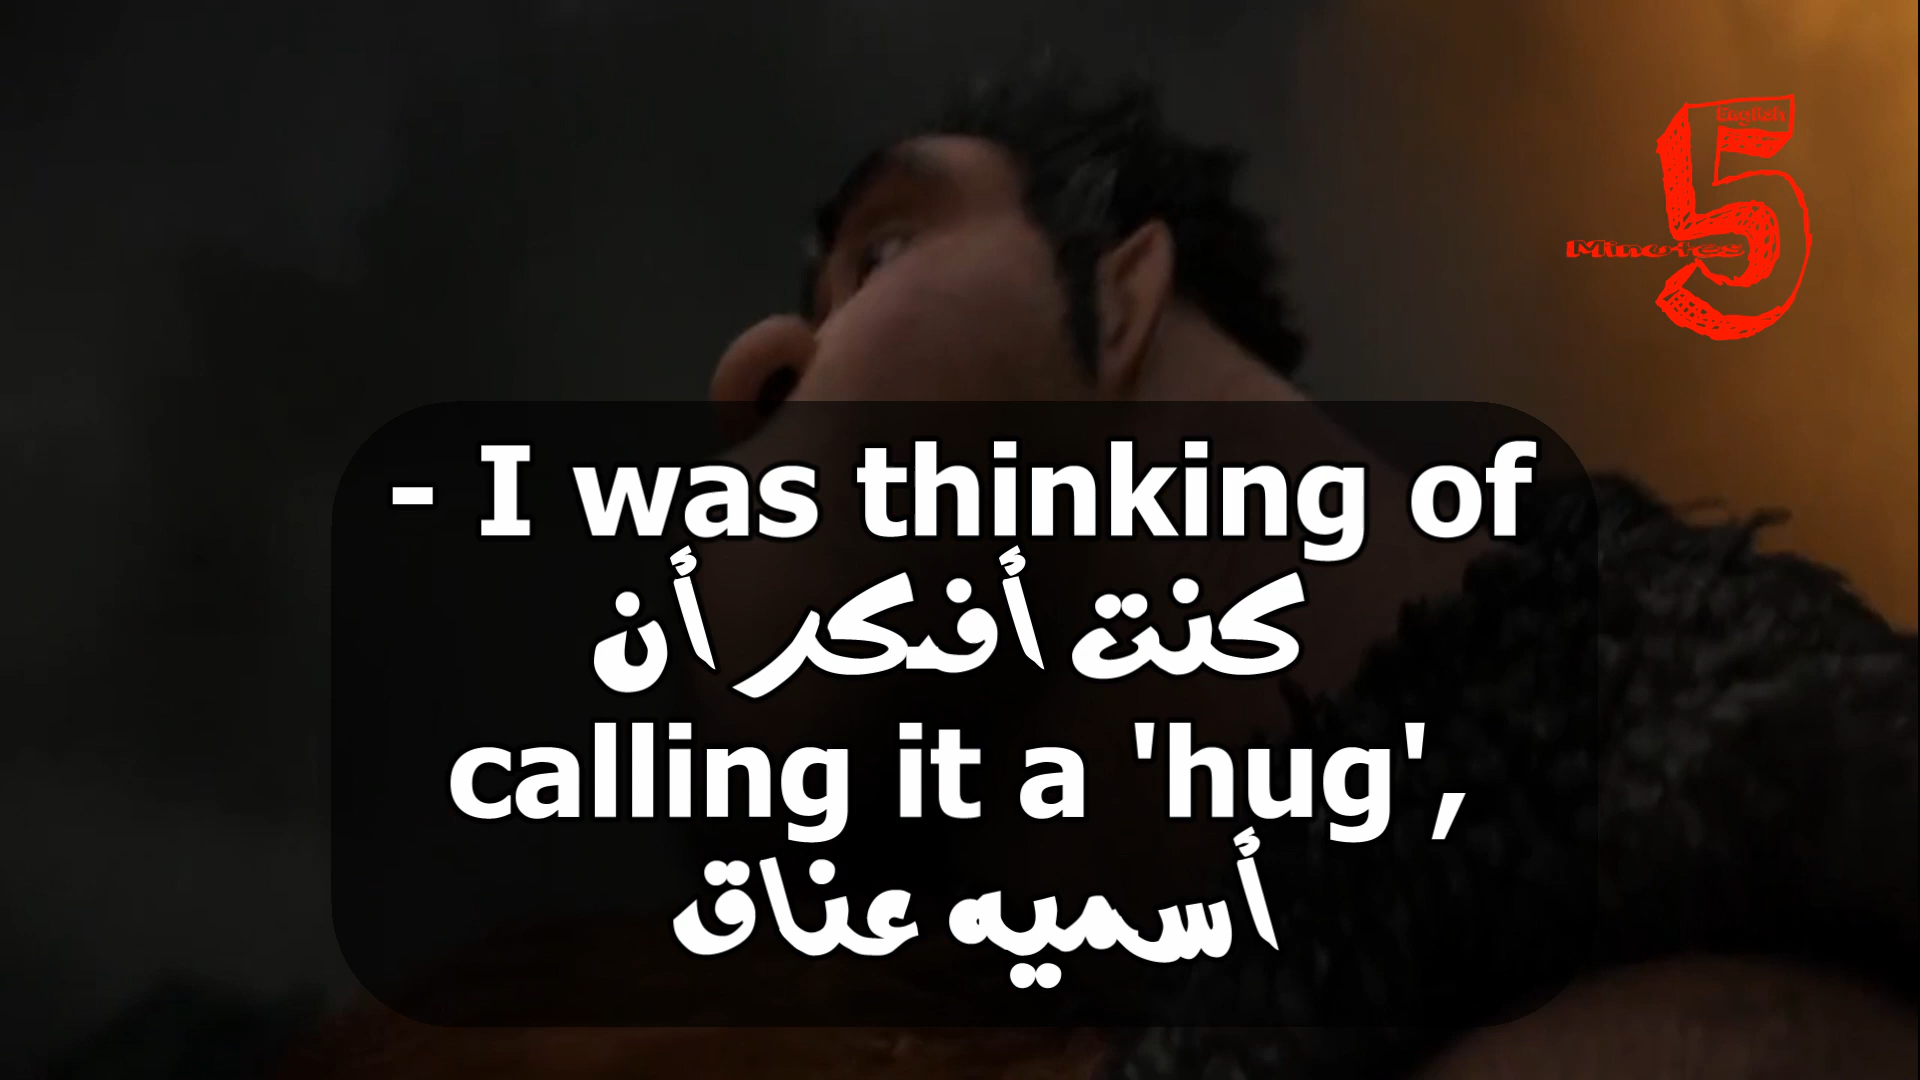 English
5
Minutes
- I was thinking of
كنت أفكر أن
calling it a 'hug',
أسميه عناق